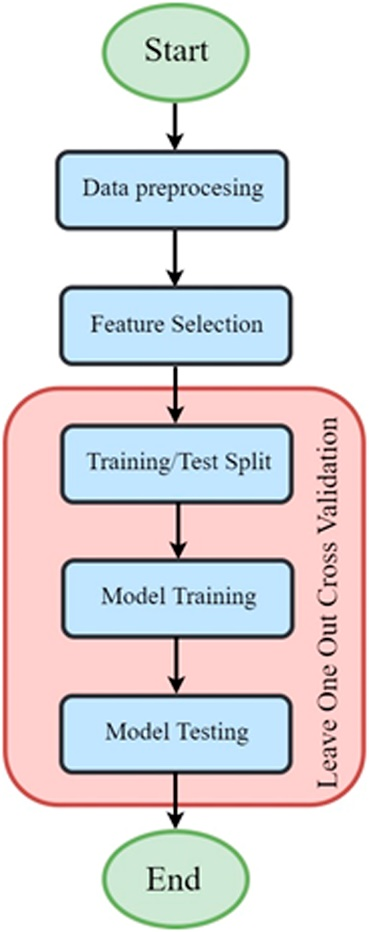 Start
Data preprocesing
Feature Selection
Training/Test Split
Model Training
Model Testing
Leave One Out Cross Validation
End